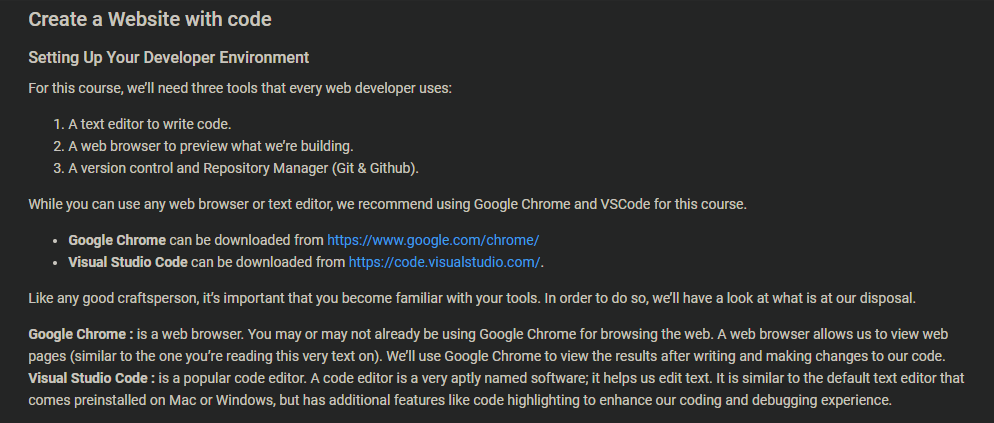 Create a Website with code
Setting Up Your Developer Environment
For this course, we’ll need three tools that every web developer uses:
1. A text editor to write code.
2. A web browser to preview what we’re building.
3. A version control and Repository Manager (Git & Github).
While you can use any web browser or text editor, we recommend using Google Chrome and VSCode for this course.
• Google Chrome can be downloaded from https://www.google.com/chrome/
• Visual Studio Code can be downloaded from https://code.visualstudio.com/.
Like any good craftsperson, it’s important that you become familiar with your tools. In order to do so, we’ll have a look at what is at our disposal.
Google Chrome : is a web browser. You may or may not already be using Google Chrome for browsing the web. A web browser allows us to view web
pages (similar to the one you’re reading this very text on). We’ll use Google Chrome to view the results after writing and making changes to our code.
Visual Studio Code : is a popular code editor. A code editor is a very aptly named software; it helps us edit text. It is similar to the default text editor that
comes preinstalled on Mac or Windows, but has additional features like code highlighting to enhance our coding and debugging experience.